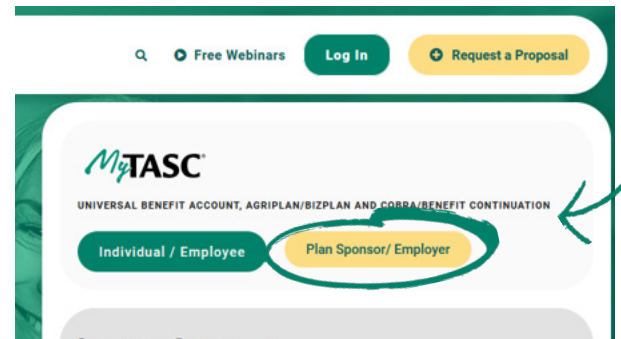 Free Webinars Log In Request a Proposal
MyTASC
UNIVERSAL BENEFIT ACCOUNT, AGRIPLAN/BIZPLAN AND COBRA/BENEFIT CONTINUATION
Individual / Employee Plan Sponsor/ Employer